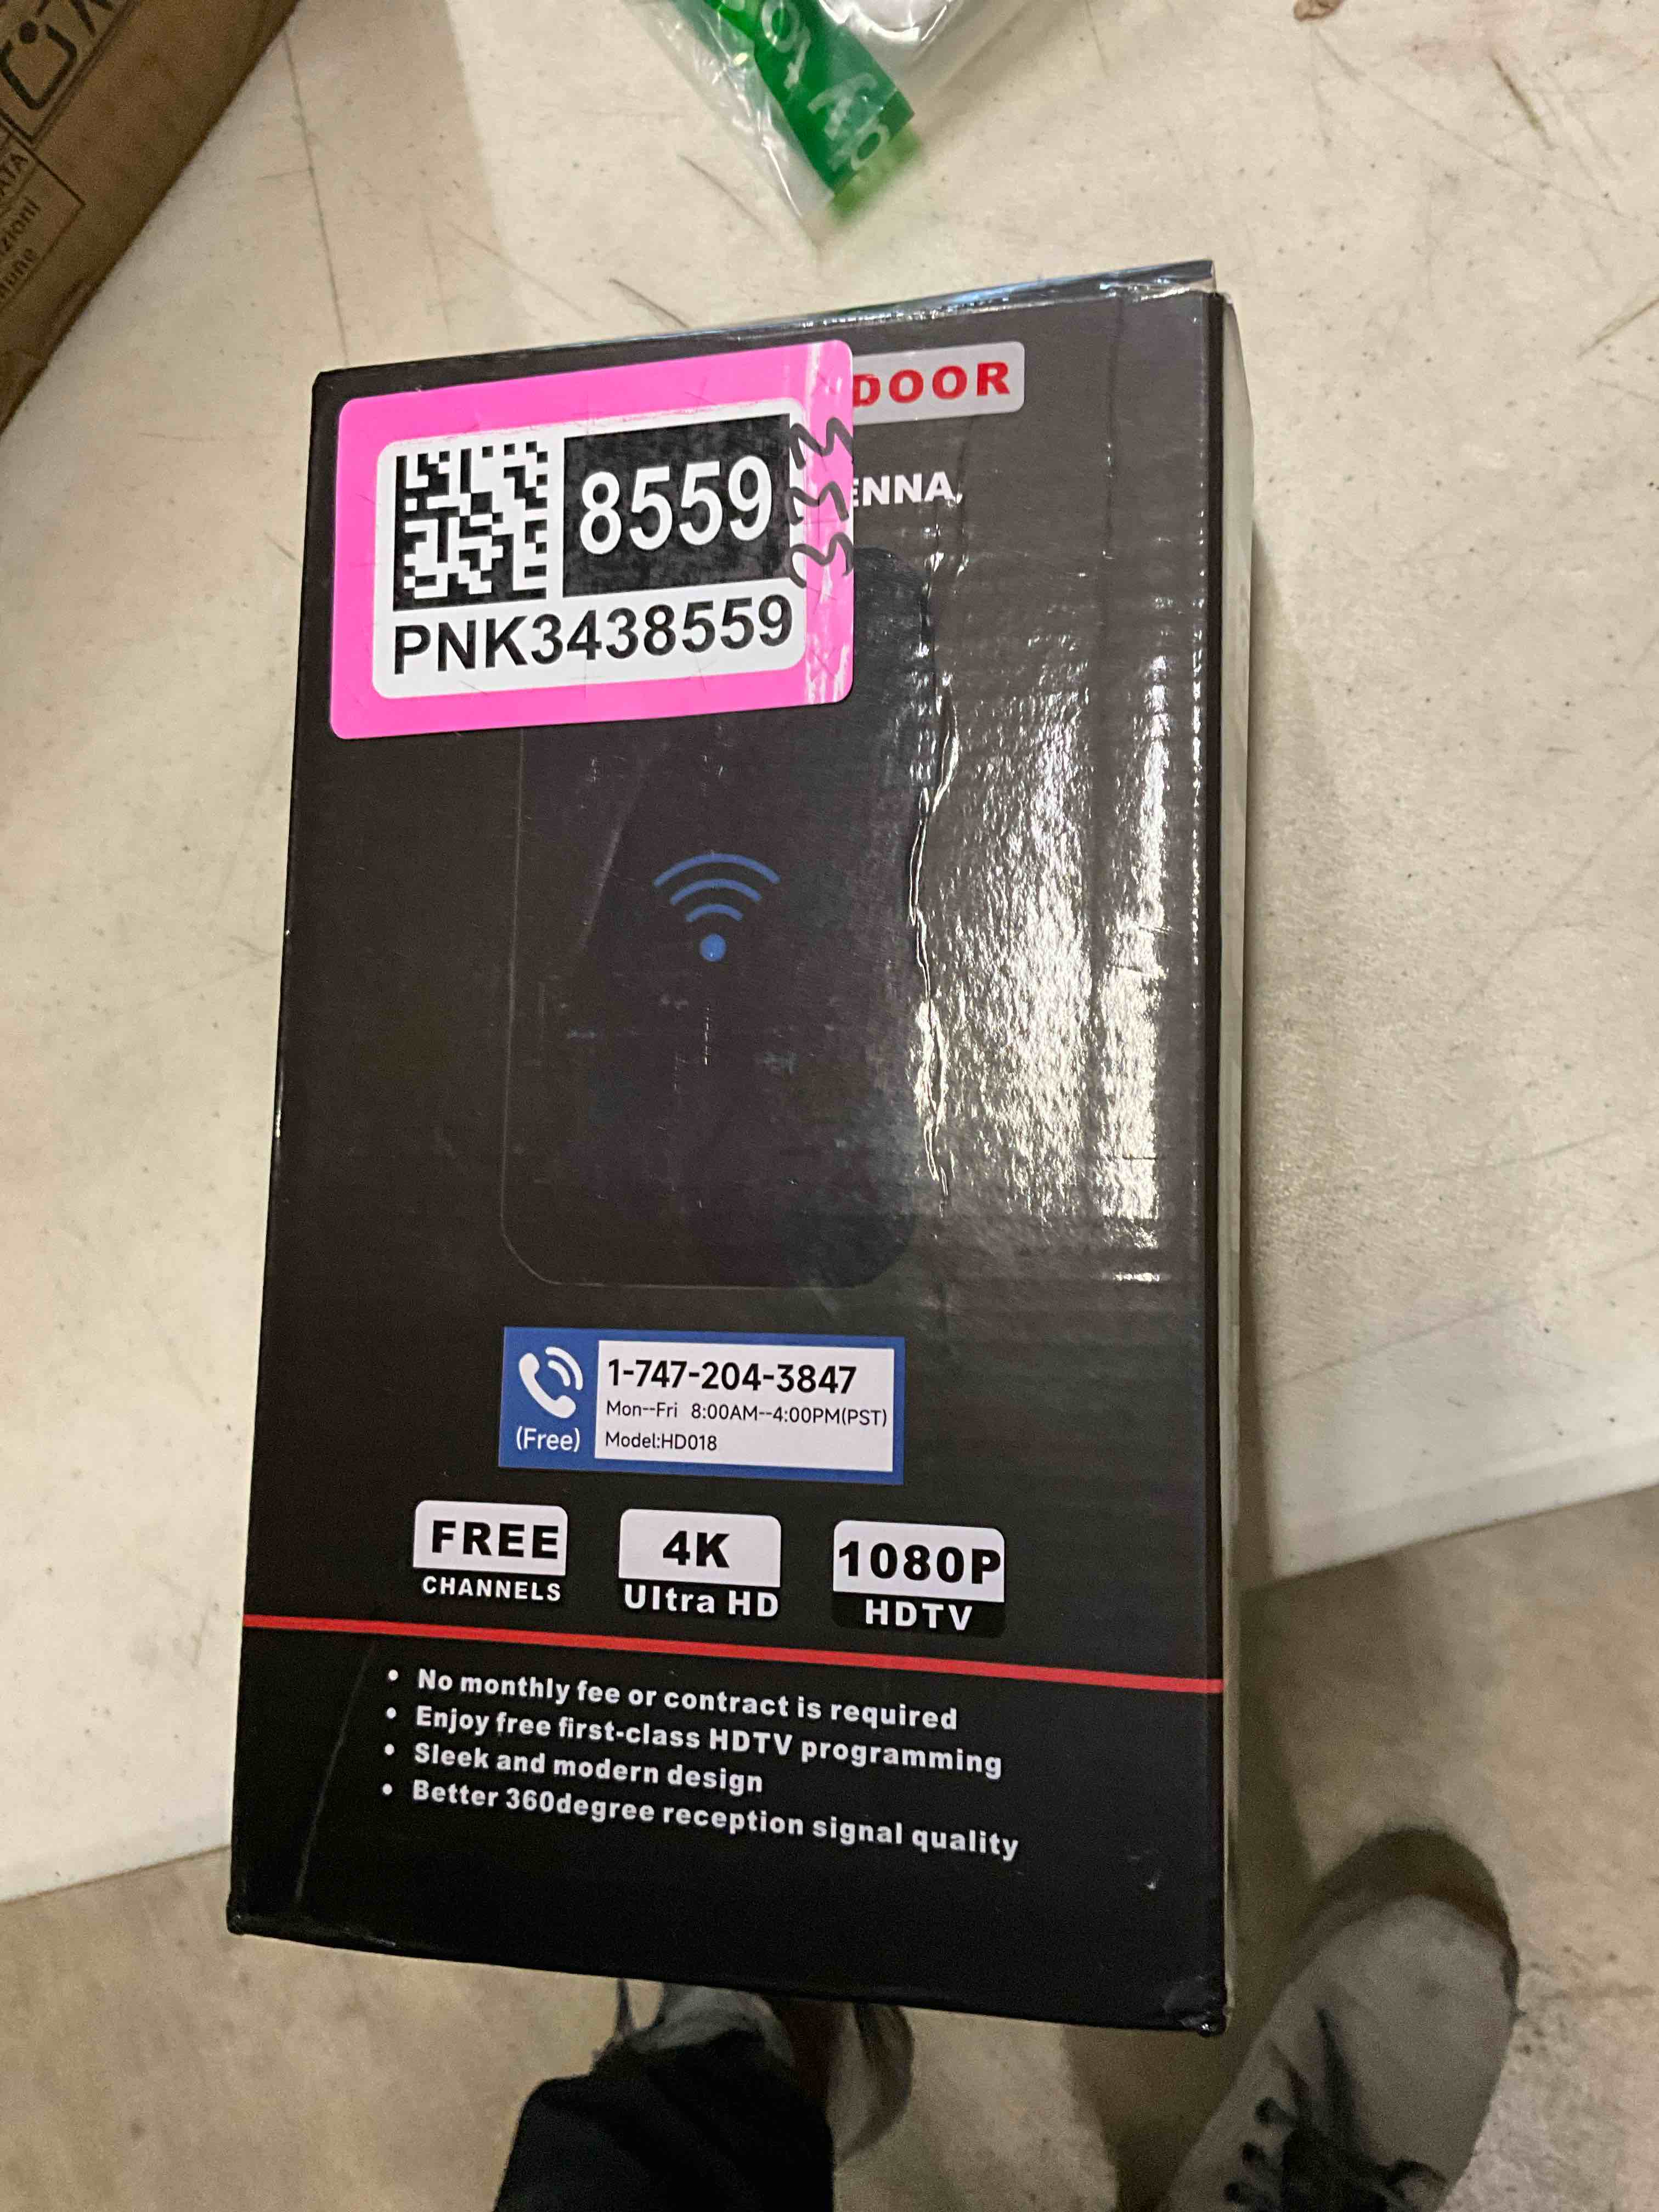 DOOR
ENNA,
8559
333
PNK3438559
1-747-204-3847
Mon--Fri 8:00AM--4:00PM(PST)
(Free)
Model:HD018
FREE
CHANNELS
4K
Ultra HD
1080P
HDTV
• No monthly fee or contract is required
• Enjoy free first-class HDTV programming
• Sleek and modern design
• Better 360degree reception signal quality